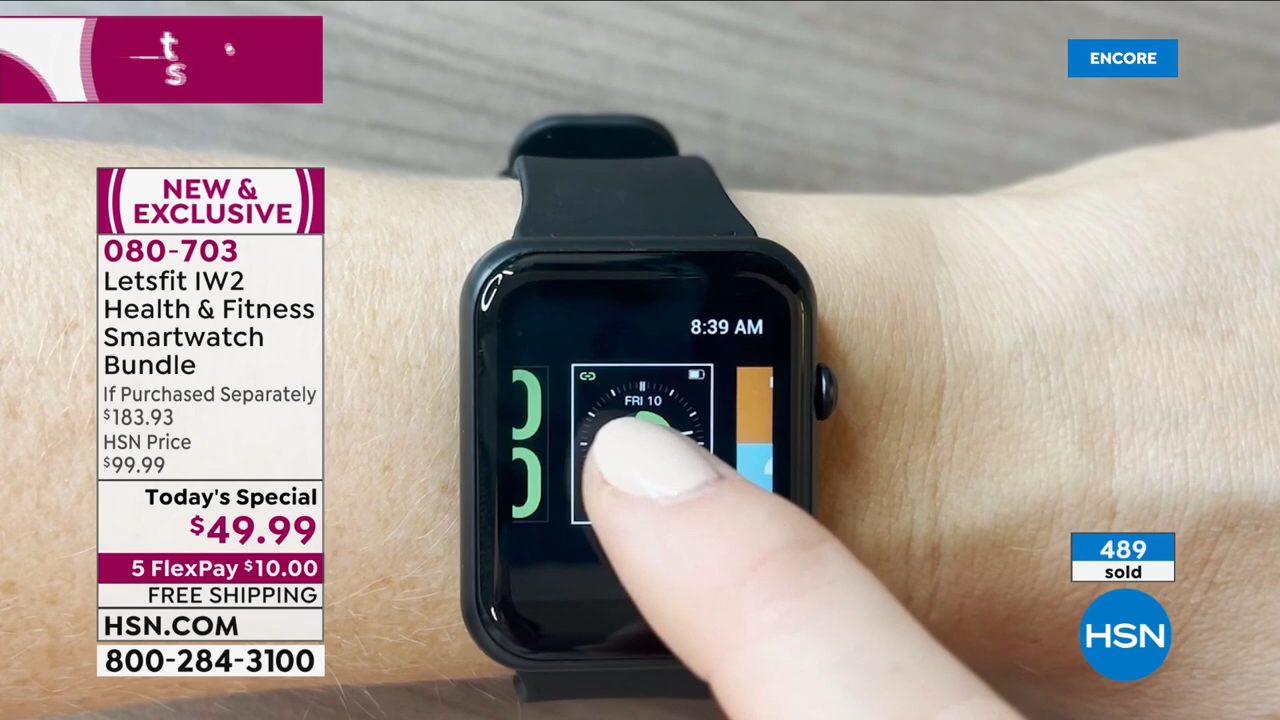 t
s
ENCORE
NEW &
EXCLUSIVE
080-703
Letsfit IW2
Health & Fitness
Smartwatch
Bundle
If Purchased Separately
$183.93
HSN Price
$99.99
Today's Special
$49.99
5 FlexPay $10.00
FREE SHIPPING
HSN.COM
800-284-3100
8:39 AM
FRI 10
489
sold
HSN